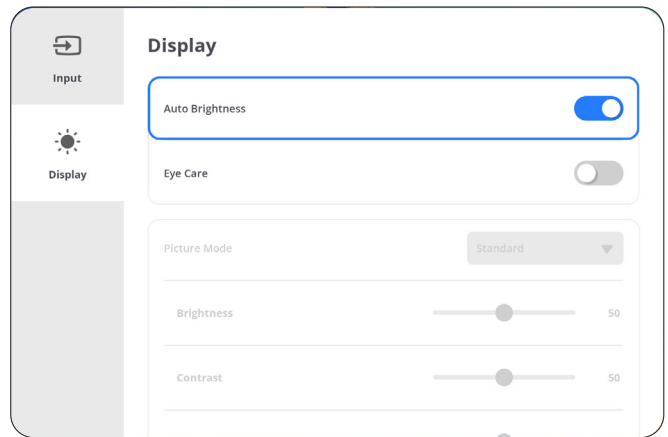 Display
Input
Auto Brightness
Display
Eye Care
Picture Mode Standard
Brightness 50
Contrast 50